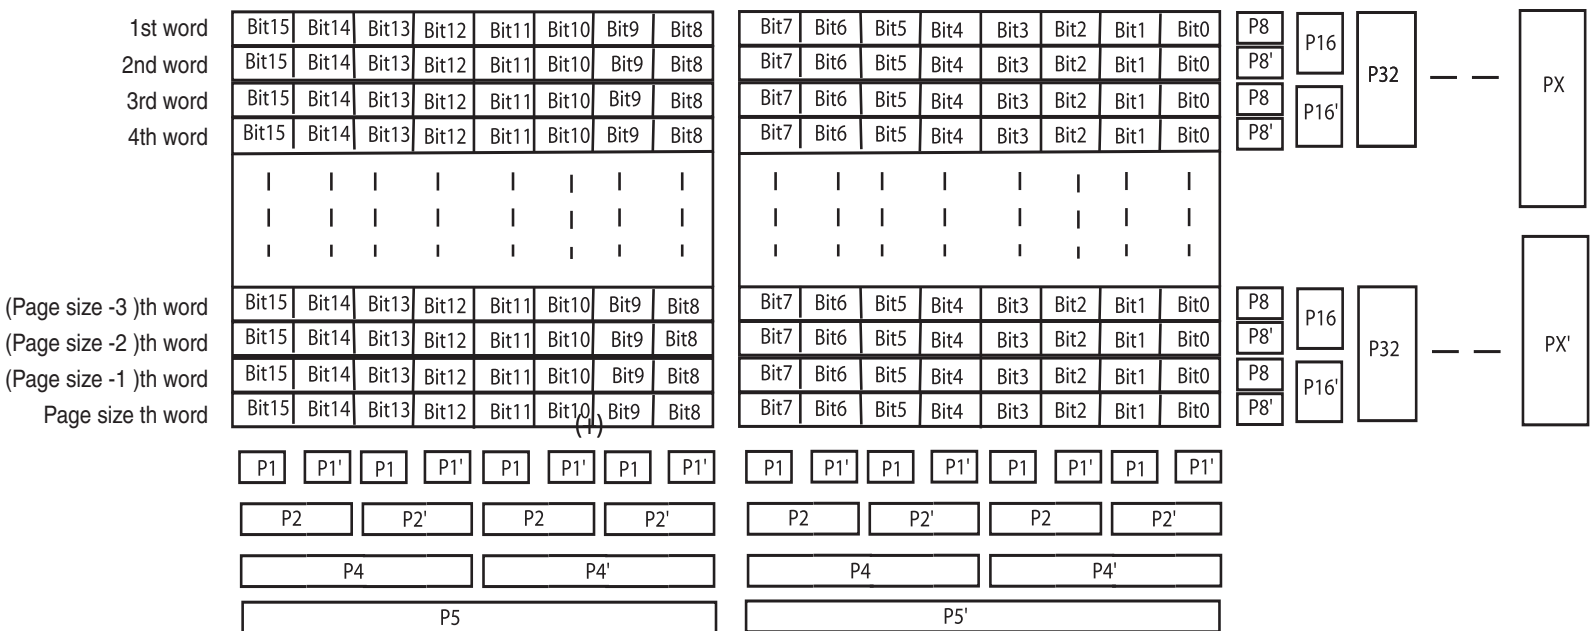 1st word Bit15 Bit14 Bit13 Bit12 Bit11 Bit10 Bit9 Bit8 Bit7 Bit6 Bit5 Bit4 Bit3 Bit2 Bit1 Bit0 P8 P16 P32 PX
2nd word Bit15 Bit14 Bit13 Bit12 Bit11 Bit10 Bit9 Bit8 Bit7 Bit6 Bit5 Bit4 Bit3 Bit2 Bit1 Bit0 P8'
3rd word Bit15 Bit14 Bit13 Bit12 Bit11 Bit10 Bit9 Bit8 Bit7 Bit6 Bit5 Bit4 Bit3 Bit2 Bit1 Bit0 P8 P16'
4th word Bit15 Bit14 Bit13 Bit12 Bit11 Bit10 Bit9 Bit8 Bit7 Bit6 Bit5 Bit4 Bit3 Bit2 Bit1 Bit0 P8'
(Page size -3 )th word Bit15 Bit14 Bit13 Bit12 Bit11 Bit10 Bit9 Bit8 Bit7 Bit6 Bit5 Bit4 Bit3 Bit2 Bit1 Bit0 P8 P16 P32 PX'
(Page size -2 )th word Bit15 Bit14 Bit13 Bit12 Bit11 Bit10 Bit9 Bit8 Bit7 Bit6 Bit5 Bit4 Bit3 Bit2 Bit1 Bit0 P8'
(Page size -1 )th word Bit15 Bit14 Bit13 Bit12 Bit11 Bit10 Bit9 Bit8 Bit7 Bit6 Bit5 Bit4 Bit3 Bit2 Bit1 Bit0 P8 P16'
Page size th word Bit15 Bit14 Bit13 Bit12 Bit11 Bit10 Bit9 Bit8 Bit7 Bit6 Bit5 Bit4 Bit3 Bit2 Bit1 Bit0 P8'
(+)
P1 P1' P1 P1' P1 P1' P1 P1' P1 P1' P1 P1' P1 P1' P1 P1'
P2 P2' P2 P2' P2 P2' P2 P2'
P4 P4' P4 P4'
P5 P5'